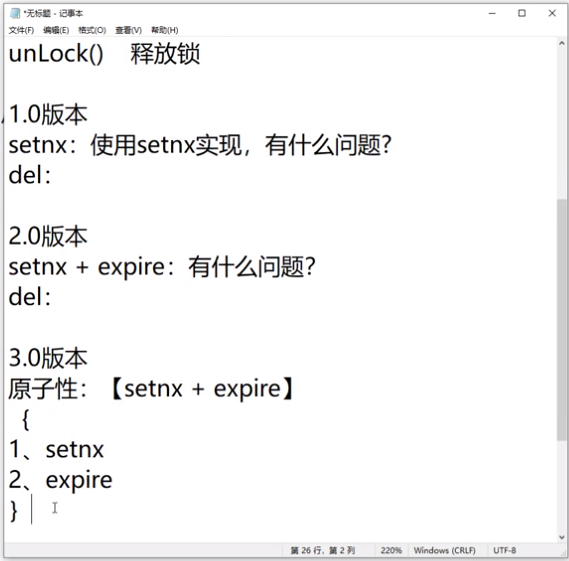 *无标题 - 记事本
文件(F) 编辑(E) 格式(O) 查看(V) 帮助(H)
unLock() 释放锁
1.0版本
setnx：使用setnx实现，有什么问题？
del：
2.0版本
setnx + expire：有什么问题？
del：
3.0版本
原子性：【setnx + expire】
{
1、setnx
2、expire
}
第 26 行，第 2 列 220% Windows (CRLF) UTF-8